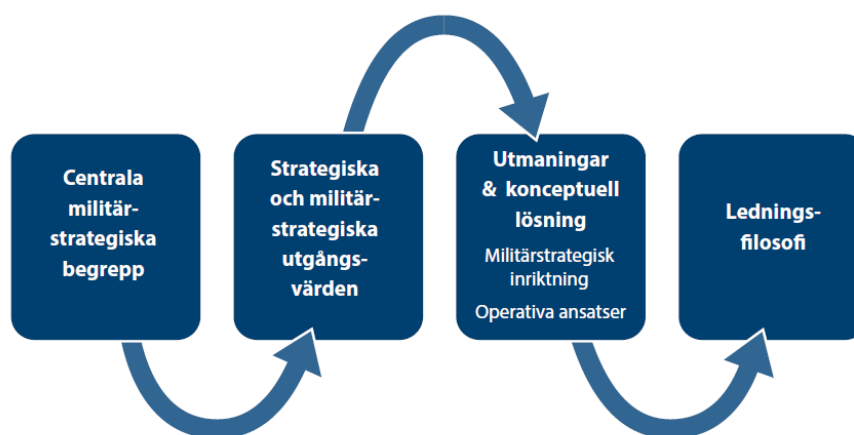 Centrala
militär-
strategiska
begrepp
Strategiska
och militär-
strategiska
utgångs-
värden
Utmaningar
& konceptuell
lösning
Militärstrategisk
inriktning
Operativa ansatser
Lednings-
filosofi